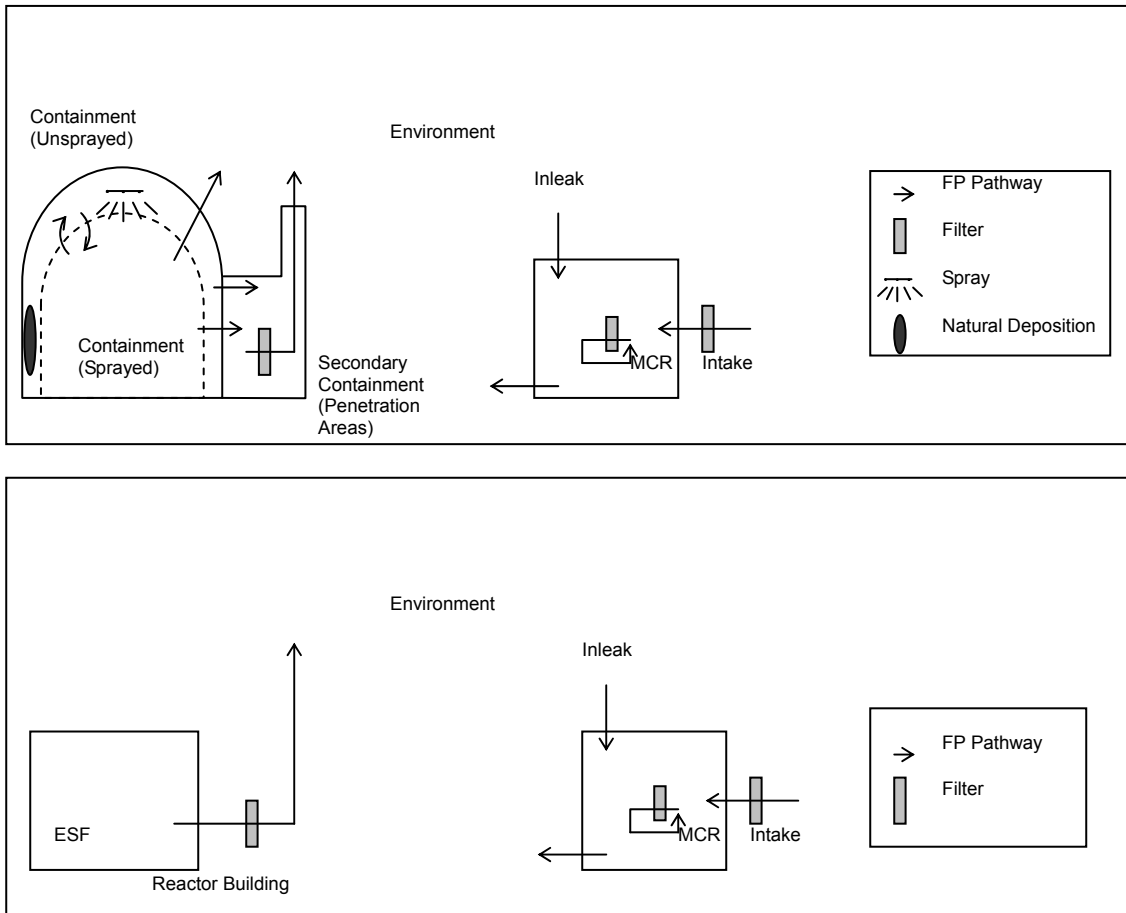 Containment
(Unsprayed)
Environment
Inleak
FP Pathway
Filter
Spray
Natural Deposition
Containment
(Sprayed)
Secondary
Containment
(Penetration
Areas)
MCR
Intake
Environment
Inleak
FP Pathway
Filter
ESF
MCR
Intake
Reactor Building